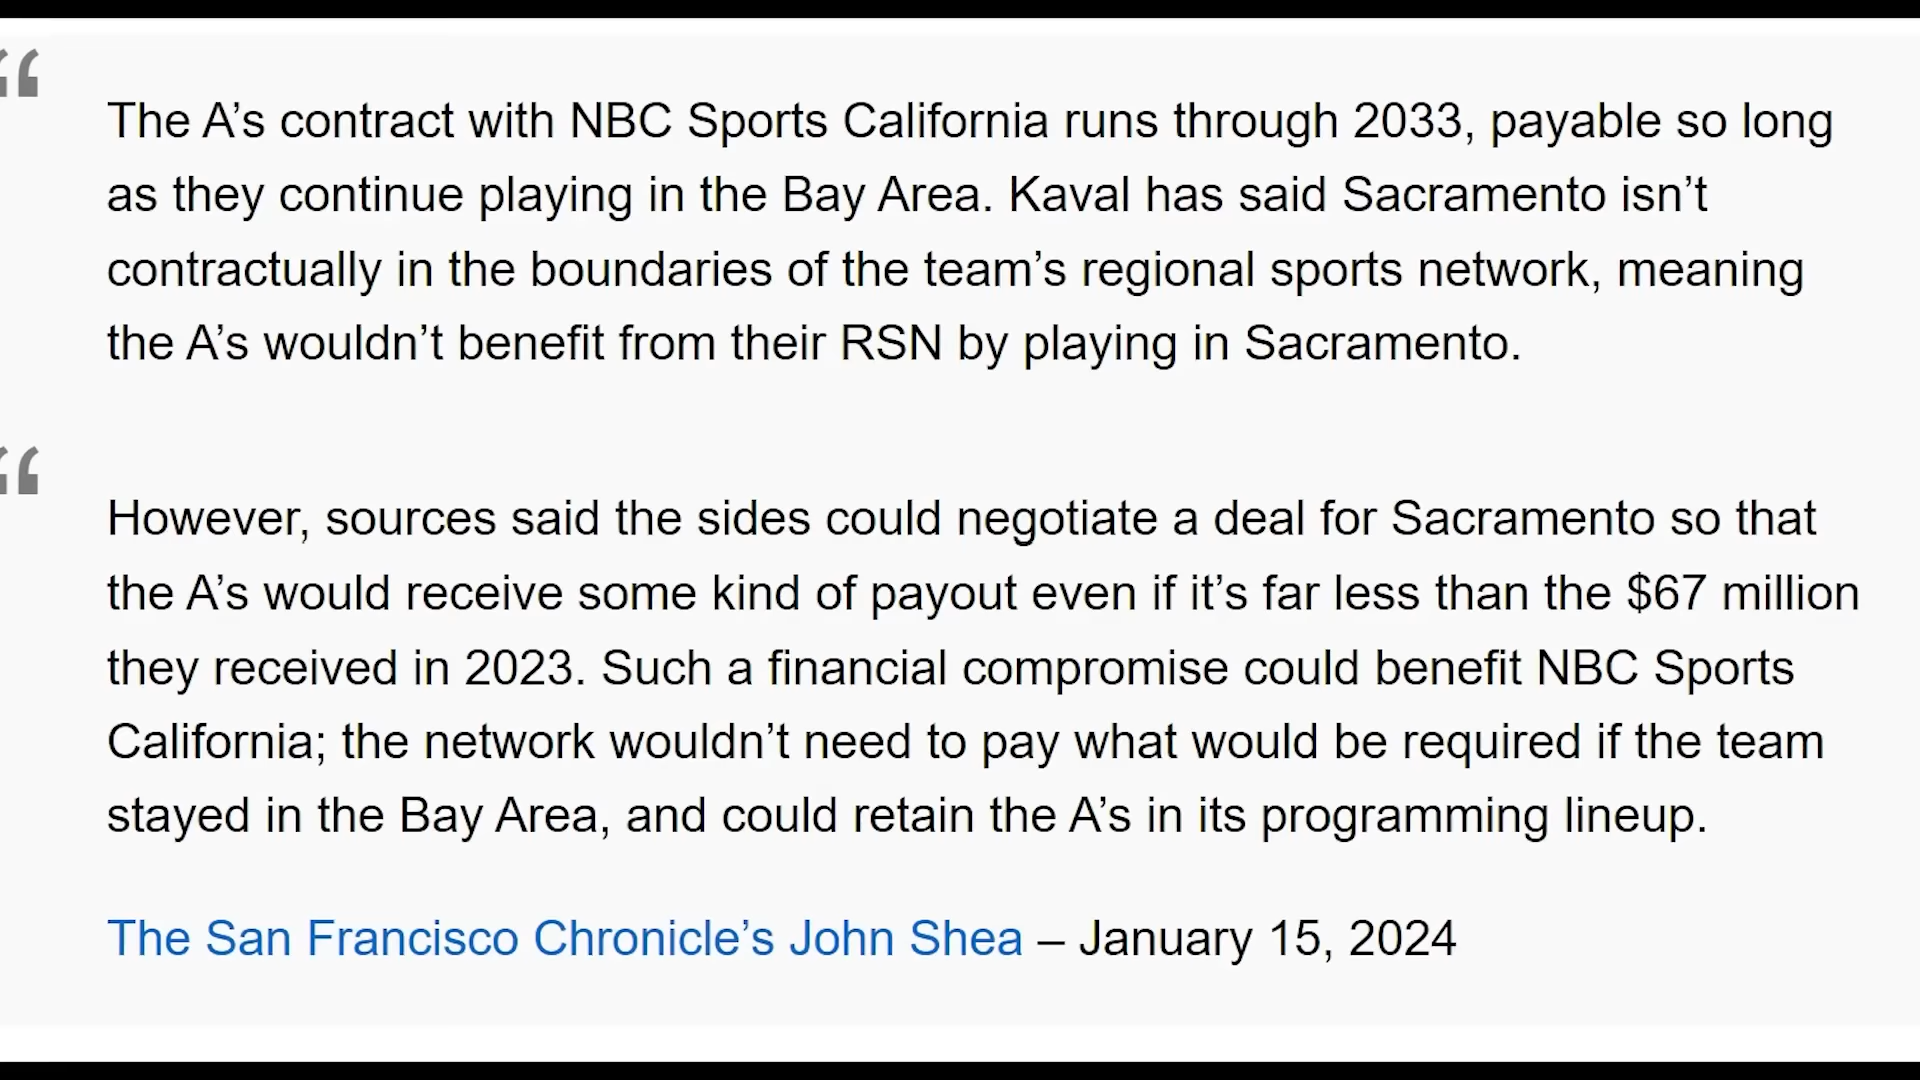 “
The A’s contract with NBC Sports California runs through 2033, payable so long
as they continue playing in the Bay Area. Kaval has said Sacramento isn’t
contractually in the boundaries of the team’s regional sports network, meaning
the A’s wouldn’t benefit from their RSN by playing in Sacramento.
“
However, sources said the sides could negotiate a deal for Sacramento so that
the A’s would receive some kind of payout even if it’s far less than the $67 million
they received in 2023. Such a financial compromise could benefit NBC Sports
California; the network wouldn’t need to pay what would be required if the team
stayed in the Bay Area, and could retain the A’s in its programming lineup.
The San Francisco Chronicle’s John Shea – January 15, 2024